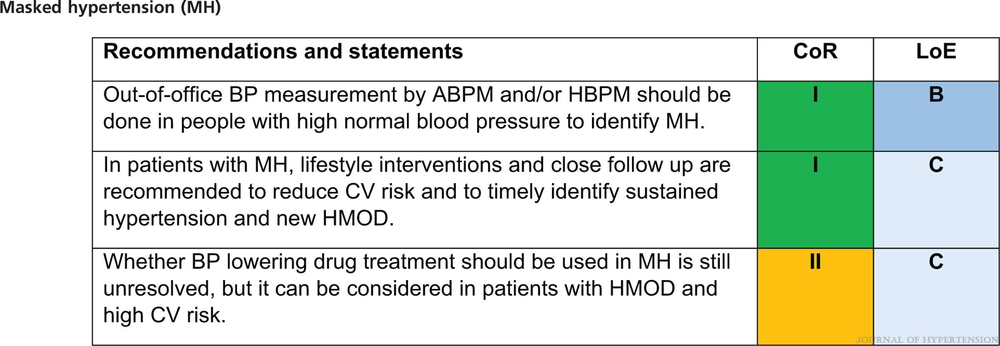 Masked hypertension (MH)
Recommendations and statements CoR LoE
Out-of-office BP measurement by ABPM and/or HBPM should be I B
done in people with high normal blood pressure to identify MH.
In patients with MH, lifestyle interventions and close follow up are I C
recommended to reduce CV risk and to timely identify sustained
hypertension and new HMOD.
Whether BP lowering drug treatment should be used in MH is still II C
unresolved, but it can be considered in patients with HMOD and
high CV risk.
JOURNAL OF HYPERTENSION